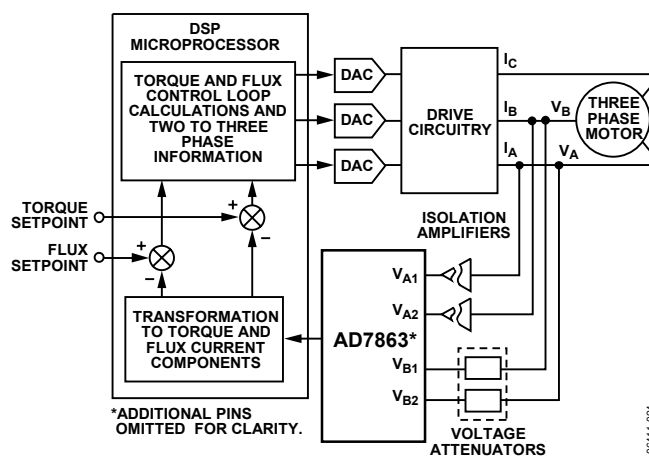 DSP
MICROPROCESSOR
TORQUE AND FLUX
CONTROL LOOP
CALCULATIONS AND
TWO TO THREE
PHASE
INFORMATION
DAC
DAC
DAC
DRIVE
CIRCUITRY
IC
IB
IA
VB
VA
THREE
PHASE
MOTOR
TORQUE
SETPOINT
FLUX
SETPOINT
+
–
+
–
TRANSFORMATION
TO TORQUE AND
FLUX CURRENT
COMPONENTS
ISOLATION
AMPLIFIERS
VA1
VA2
AD7863*
VB1
VB2
VOLTAGE
ATTENUATORS
*ADDITIONAL PINS
OMITTED FOR CLARITY.